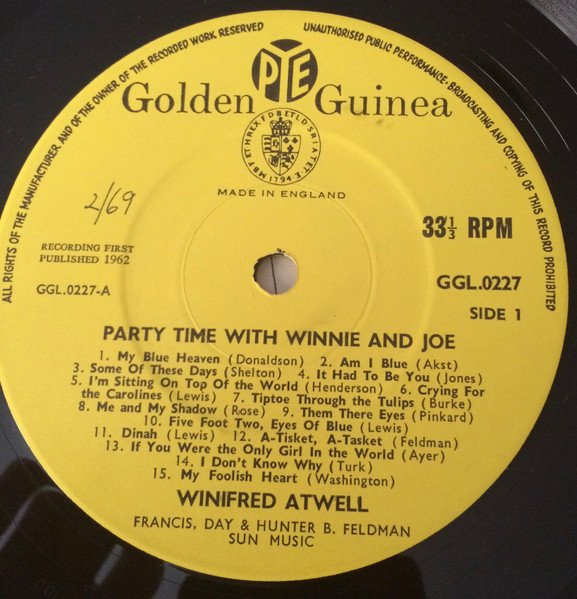 ALL RIGHTS OF THE MANUFACTURER AND OF THE OWNER OF THE RECORDED WORK RESERVED
UNAUTHORISED PUBLIC PERFORMANCE · BROADCASTING AND COPYING OF THIS RECORD PROHIBITED
PYE
Golden Guinea
MADE IN ENGLAND
2/69
33⅓ RPM
RECORDING FIRST
PUBLISHED 1962
GGL.0227-A
GGL.0227
SIDE 1
PARTY TIME WITH WINNIE AND JOE
1. My Blue Heaven (Donaldson) 2. Am I Blue (Akst)
3. Some Of These Days (Shelton) 4. It Had To Be You (Jones)
5. I'm Sitting On Top Of the World (Henderson) 6. Crying For
the Carolines (Lewis) 7. Tiptoe Through the Tulips (Burke)
8. Me and My Shadow (Rose) 9. Them There Eyes (Pinkard)
10. Five Foot Two, Eyes Of Blue (Lewis)
11. Dinah (Lewis) 12. A-Tisket, A-Tasket (Feldman)
13. If You Were the Only Girl In the World (Ayer)
14. I Don't Know Why (Turk)
15. My Foolish Heart (Washington)
WINIFRED ATWELL
FRANCIS, DAY & HUNTER B. FELDMAN
SUN MUSIC